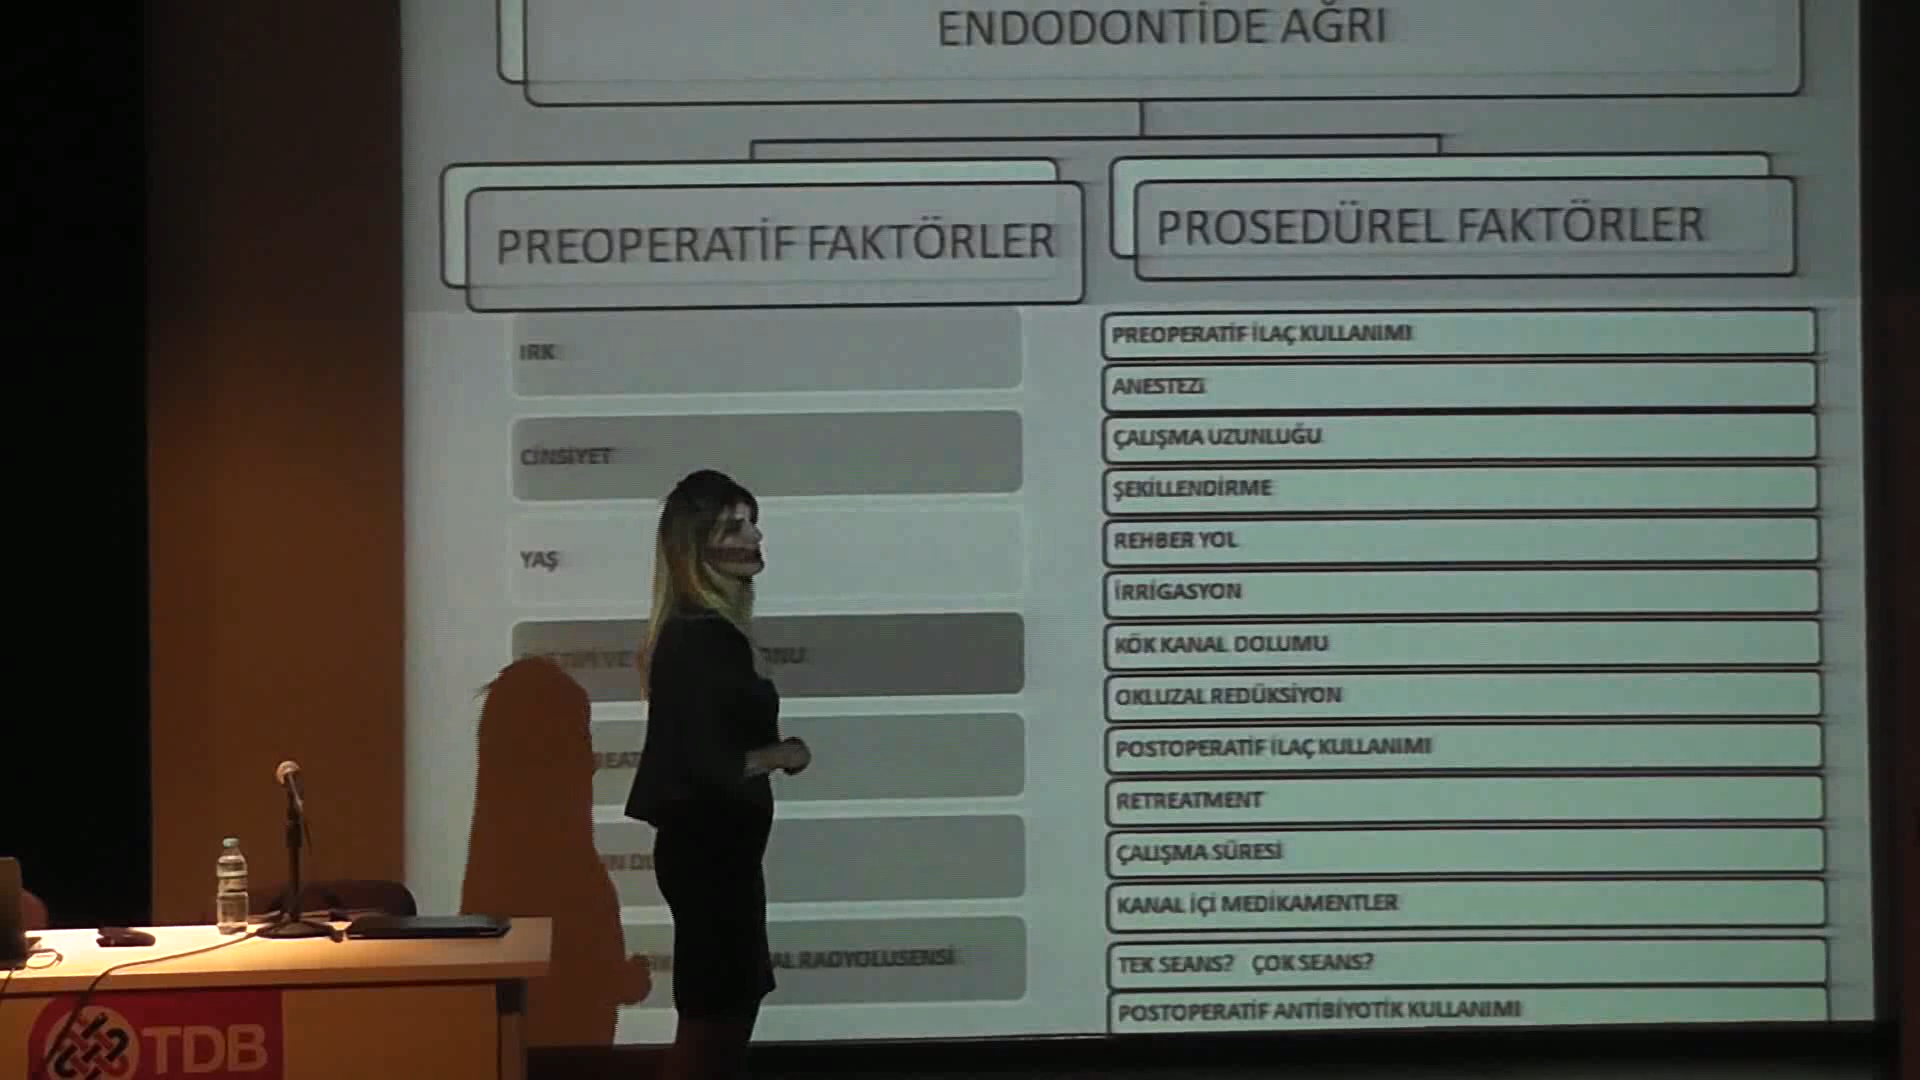 ENDODONTİDE AĞRI
PREOPERATİF FAKTÖRLER
IRK
CİNSİYET
YAŞ
VE
RADYOLUSENSİ
PROSEDÜREL FAKTÖRLER
PREOPERATİF İLAÇ KULLANIMI
ANESTEZİ
ÇALIŞMA UZUNLUĞU
ŞEKİLLENDİRME
REHBER YOL
İRRİGASYON
KÖK KANAL DOLUMU
OKLUZAL REDÜKSİYON
POSTOPERATİF İLAÇ KULLANIMI
RETREATMENT
ÇALIŞMA SÜRESİ
KANAL İÇİ MEDİKAMENTLER
TEK SEANS? ÇOK SEANS?
POSTOPERATİF ANTİBİYOTİK KULLANIMI
TDB